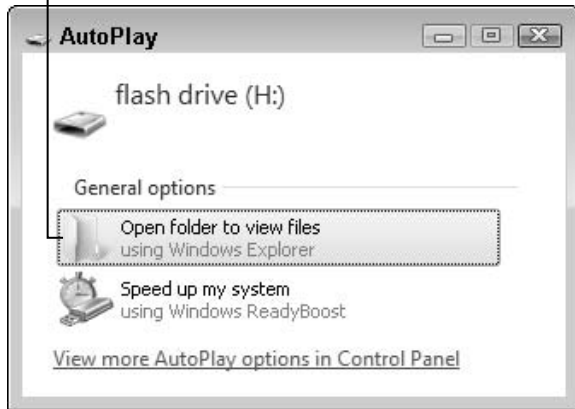 AutoPlay
flash drive (H:)
General options
Open folder to view files
using Windows Explorer
Speed up my system
using Windows ReadyBoost
View more AutoPlay options in Control Panel